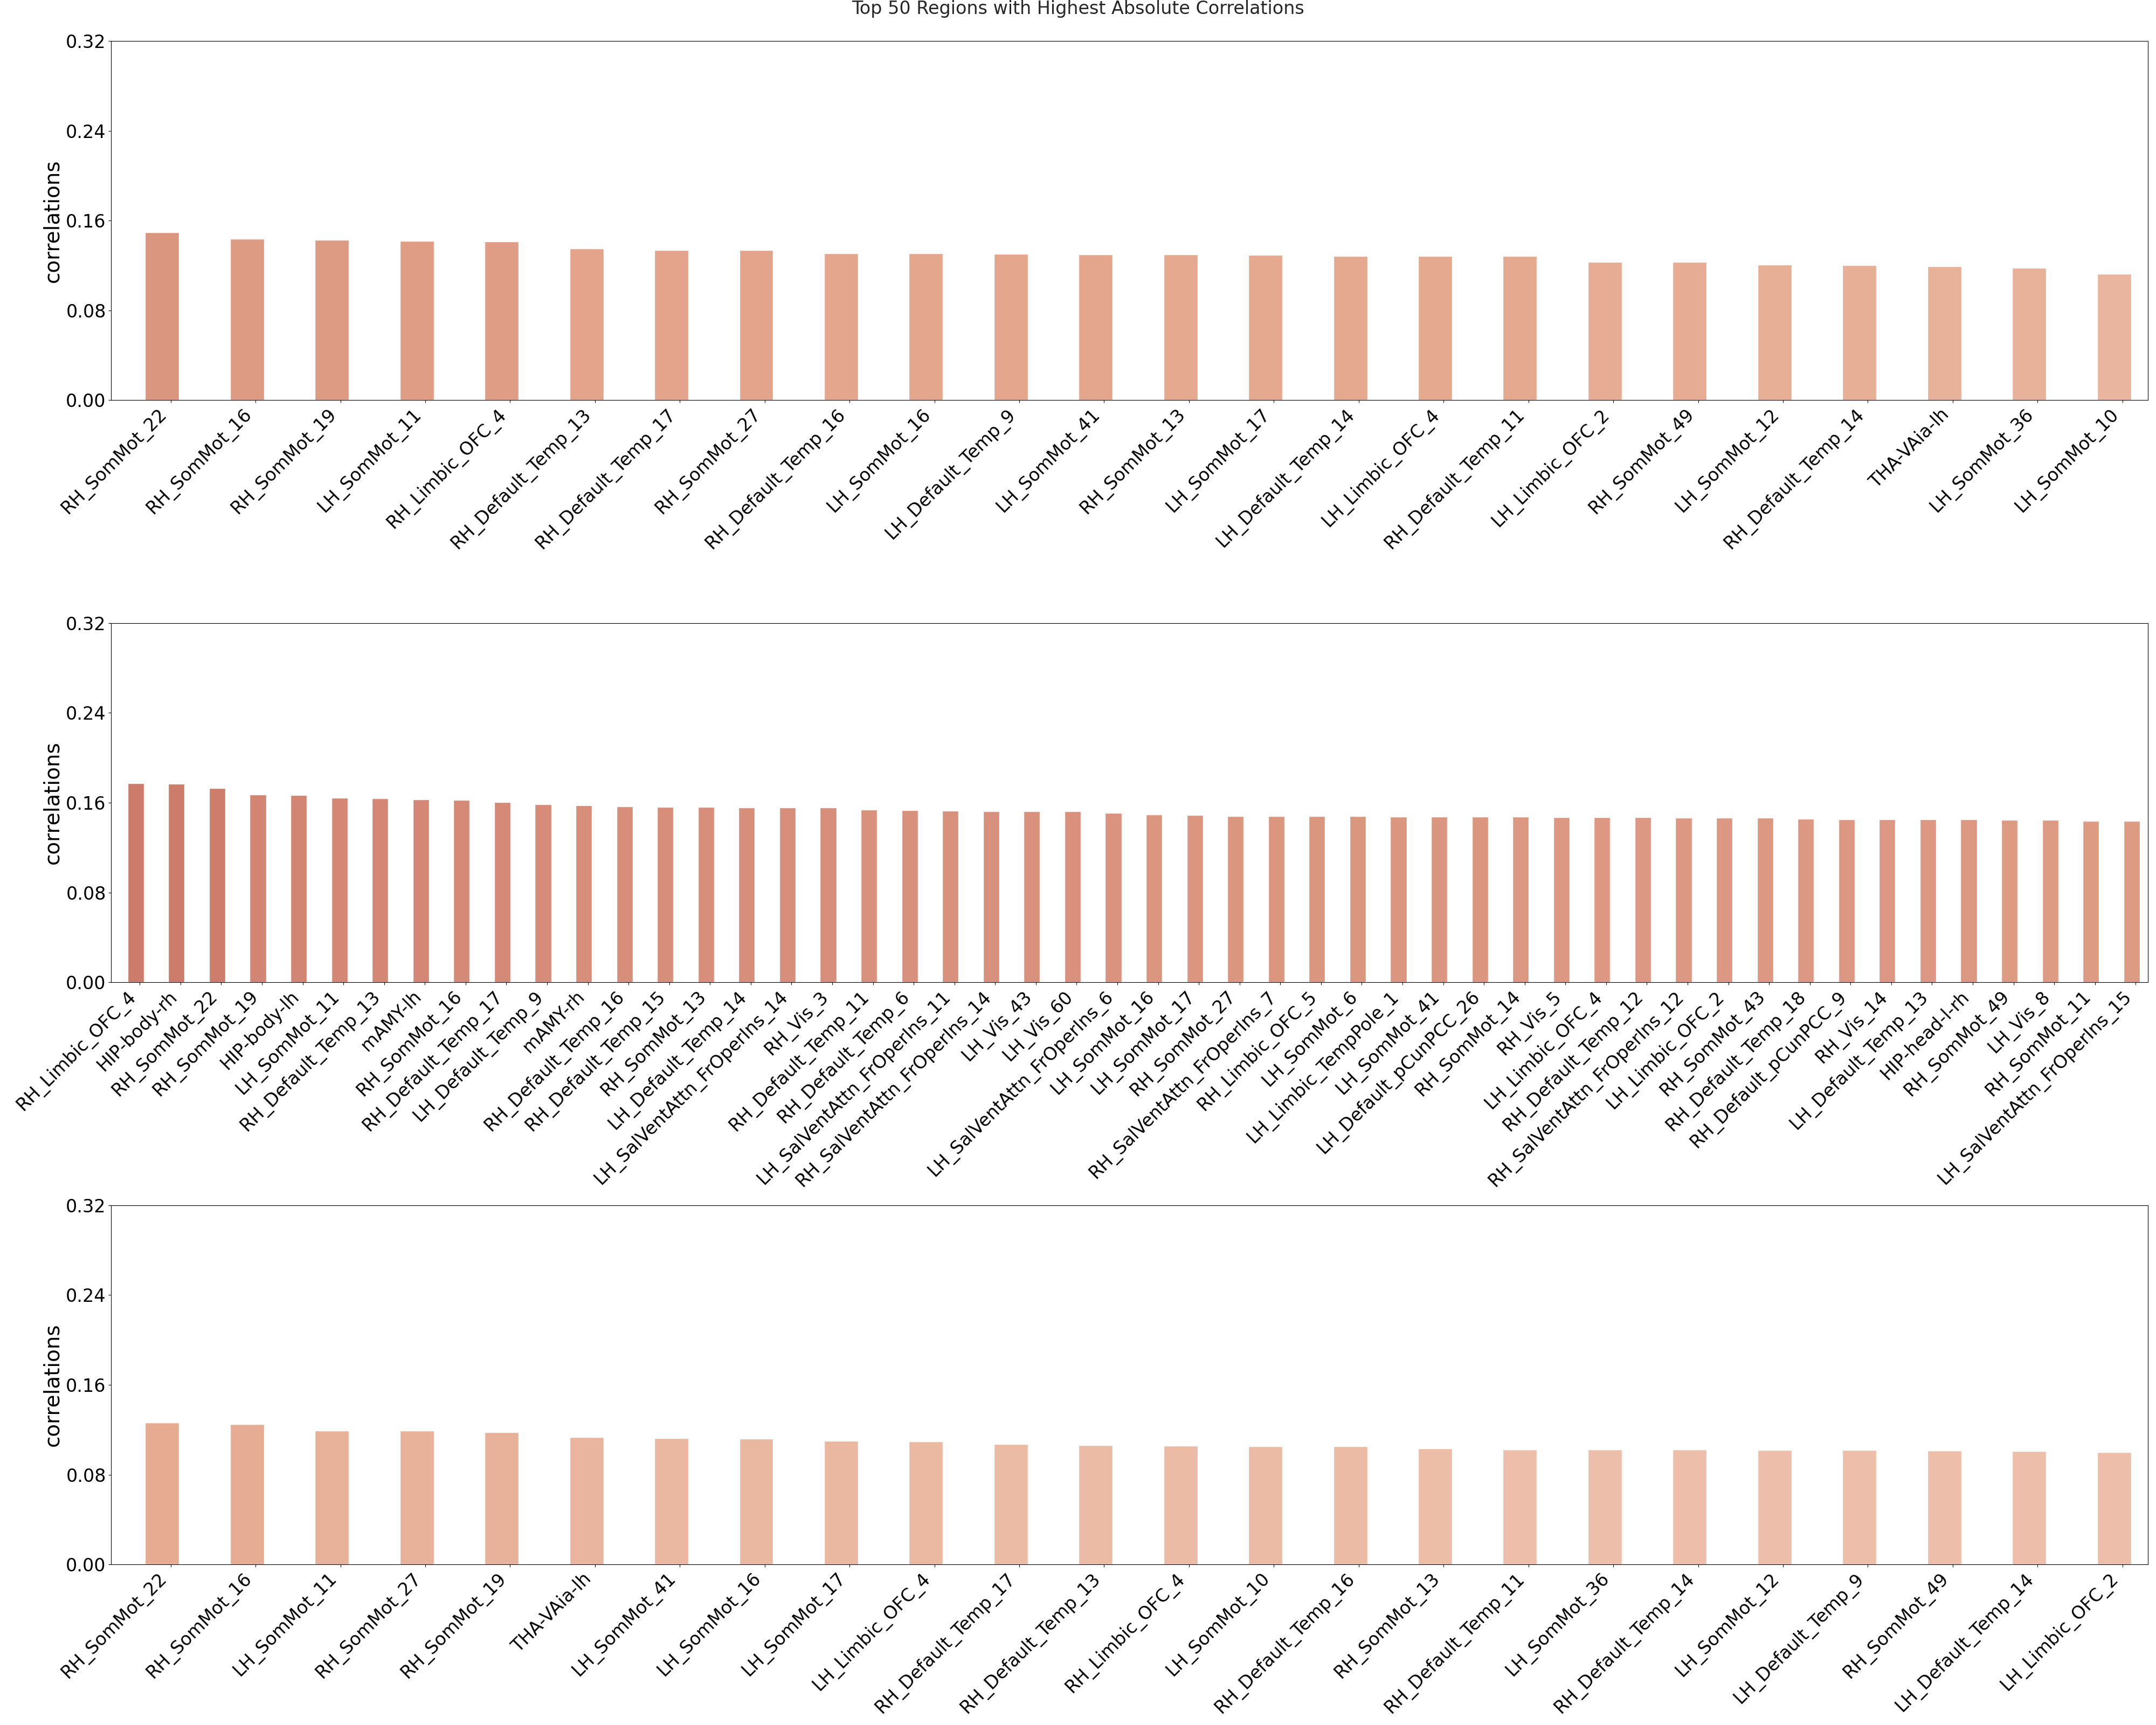 Top 50 Regions with Highest Absolute Correlations
0.32
0.24
0.16
0.08
0.00
correlations
RH_SomMot_22
RH_SomMot_16
RH_SomMot_19
LH_SomMot_11
RH_Limbic_OFC_4
RH_Default_Temp_13
RH_Default_Temp_17
RH_SomMot_27
RH_Default_Temp_16
LH_SomMot_16
LH_Default_Temp_9
LH_SomMot_41
RH_SomMot_13
LH_SomMot_17
LH_Default_Temp_14
LH_Limbic_OFC_4
RH_Default_Temp_11
LH_Limbic_OFC_2
RH_SomMot_49
LH_SomMot_12
RH_Default_Temp_14
THA-VAia-lh
LH_SomMot_36
LH_SomMot_10
0.32
0.24
0.16
0.08
0.00
correlations
RH_Limbic_OFC_4
HIP-body-rh
RH_SomMot_22
RH_SomMot_19
HIP-body-lh
LH_SomMot_11
RH_Default_Temp_13
mAMY-lh
RH_SomMot_16
RH_Default_Temp_17
LH_Default_Temp_9
mAMY-rh
RH_Default_Temp_16
RH_Default_Temp_15
RH_SomMot_13
LH_Default_Temp_14
LH_SalVentAttn_FrOperIns_14
RH_Vis_3
RH_Default_Temp_11
RH_Default_Temp_6
LH_SalVentAttn_FrOperIns_11
RH_SalVentAttn_FrOperIns_14
LH_Vis_43
LH_Vis_60
LH_SalVentAttn_FrOperIns_6
LH_SomMot_16
LH_SomMot_17
RH_SomMot_27
RH_SalVentAttn_FrOperIns_7
RH_Limbic_OFC_5
LH_SomMot_6
LH_Limbic_TempPole_1
LH_SomMot_41
LH_Default_pCunPCC_26
RH_SomMot_14
RH_Vis_5
LH_Limbic_OFC_4
RH_Default_Temp_12
RH_SalVentAttn_FrOperIns_12
LH_Limbic_OFC_2
RH_SomMot_43
RH_Default_Temp_18
RH_Default_pCunPCC_9
RH_Vis_14
LH_Default_Temp_13
HIP-head-l-rh
RH_SomMot_49
LH_Vis_8
RH_SomMot_11
LH_SalVentAttn_FrOperIns_15
0.32
0.24
0.16
0.08
0.00
correlations
RH_SomMot_22
RH_SomMot_16
LH_SomMot_11
RH_SomMot_27
RH_SomMot_19
THA-VAia-lh
LH_SomMot_41
LH_SomMot_16
LH_SomMot_17
LH_Limbic_OFC_4
RH_Default_Temp_17
RH_Default_Temp_13
RH_Limbic_OFC_4
LH_SomMot_10
RH_Default_Temp_16
RH_SomMot_13
RH_Default_Temp_11
LH_SomMot_36
RH_Default_Temp_14
LH_SomMot_12
LH_Default_Temp_9
RH_SomMot_49
LH_Default_Temp_14
LH_Limbic_OFC_2